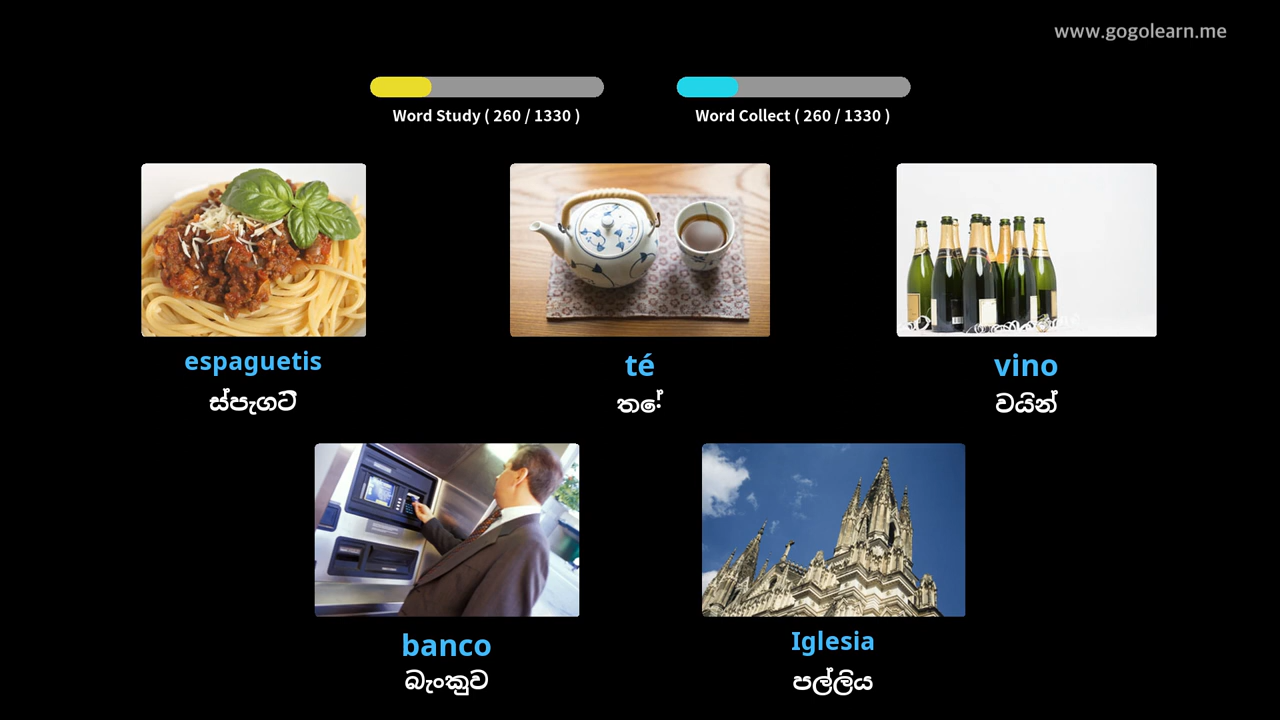 www.gogolearn.me
Word Study ( 260 / 1330 )
Word Collect ( 260 / 1330 )
espaguetis
ස්පැගටි
té
තේ
vino
වයින්
banco
බැංකුව
Iglesia
පල්ලිය